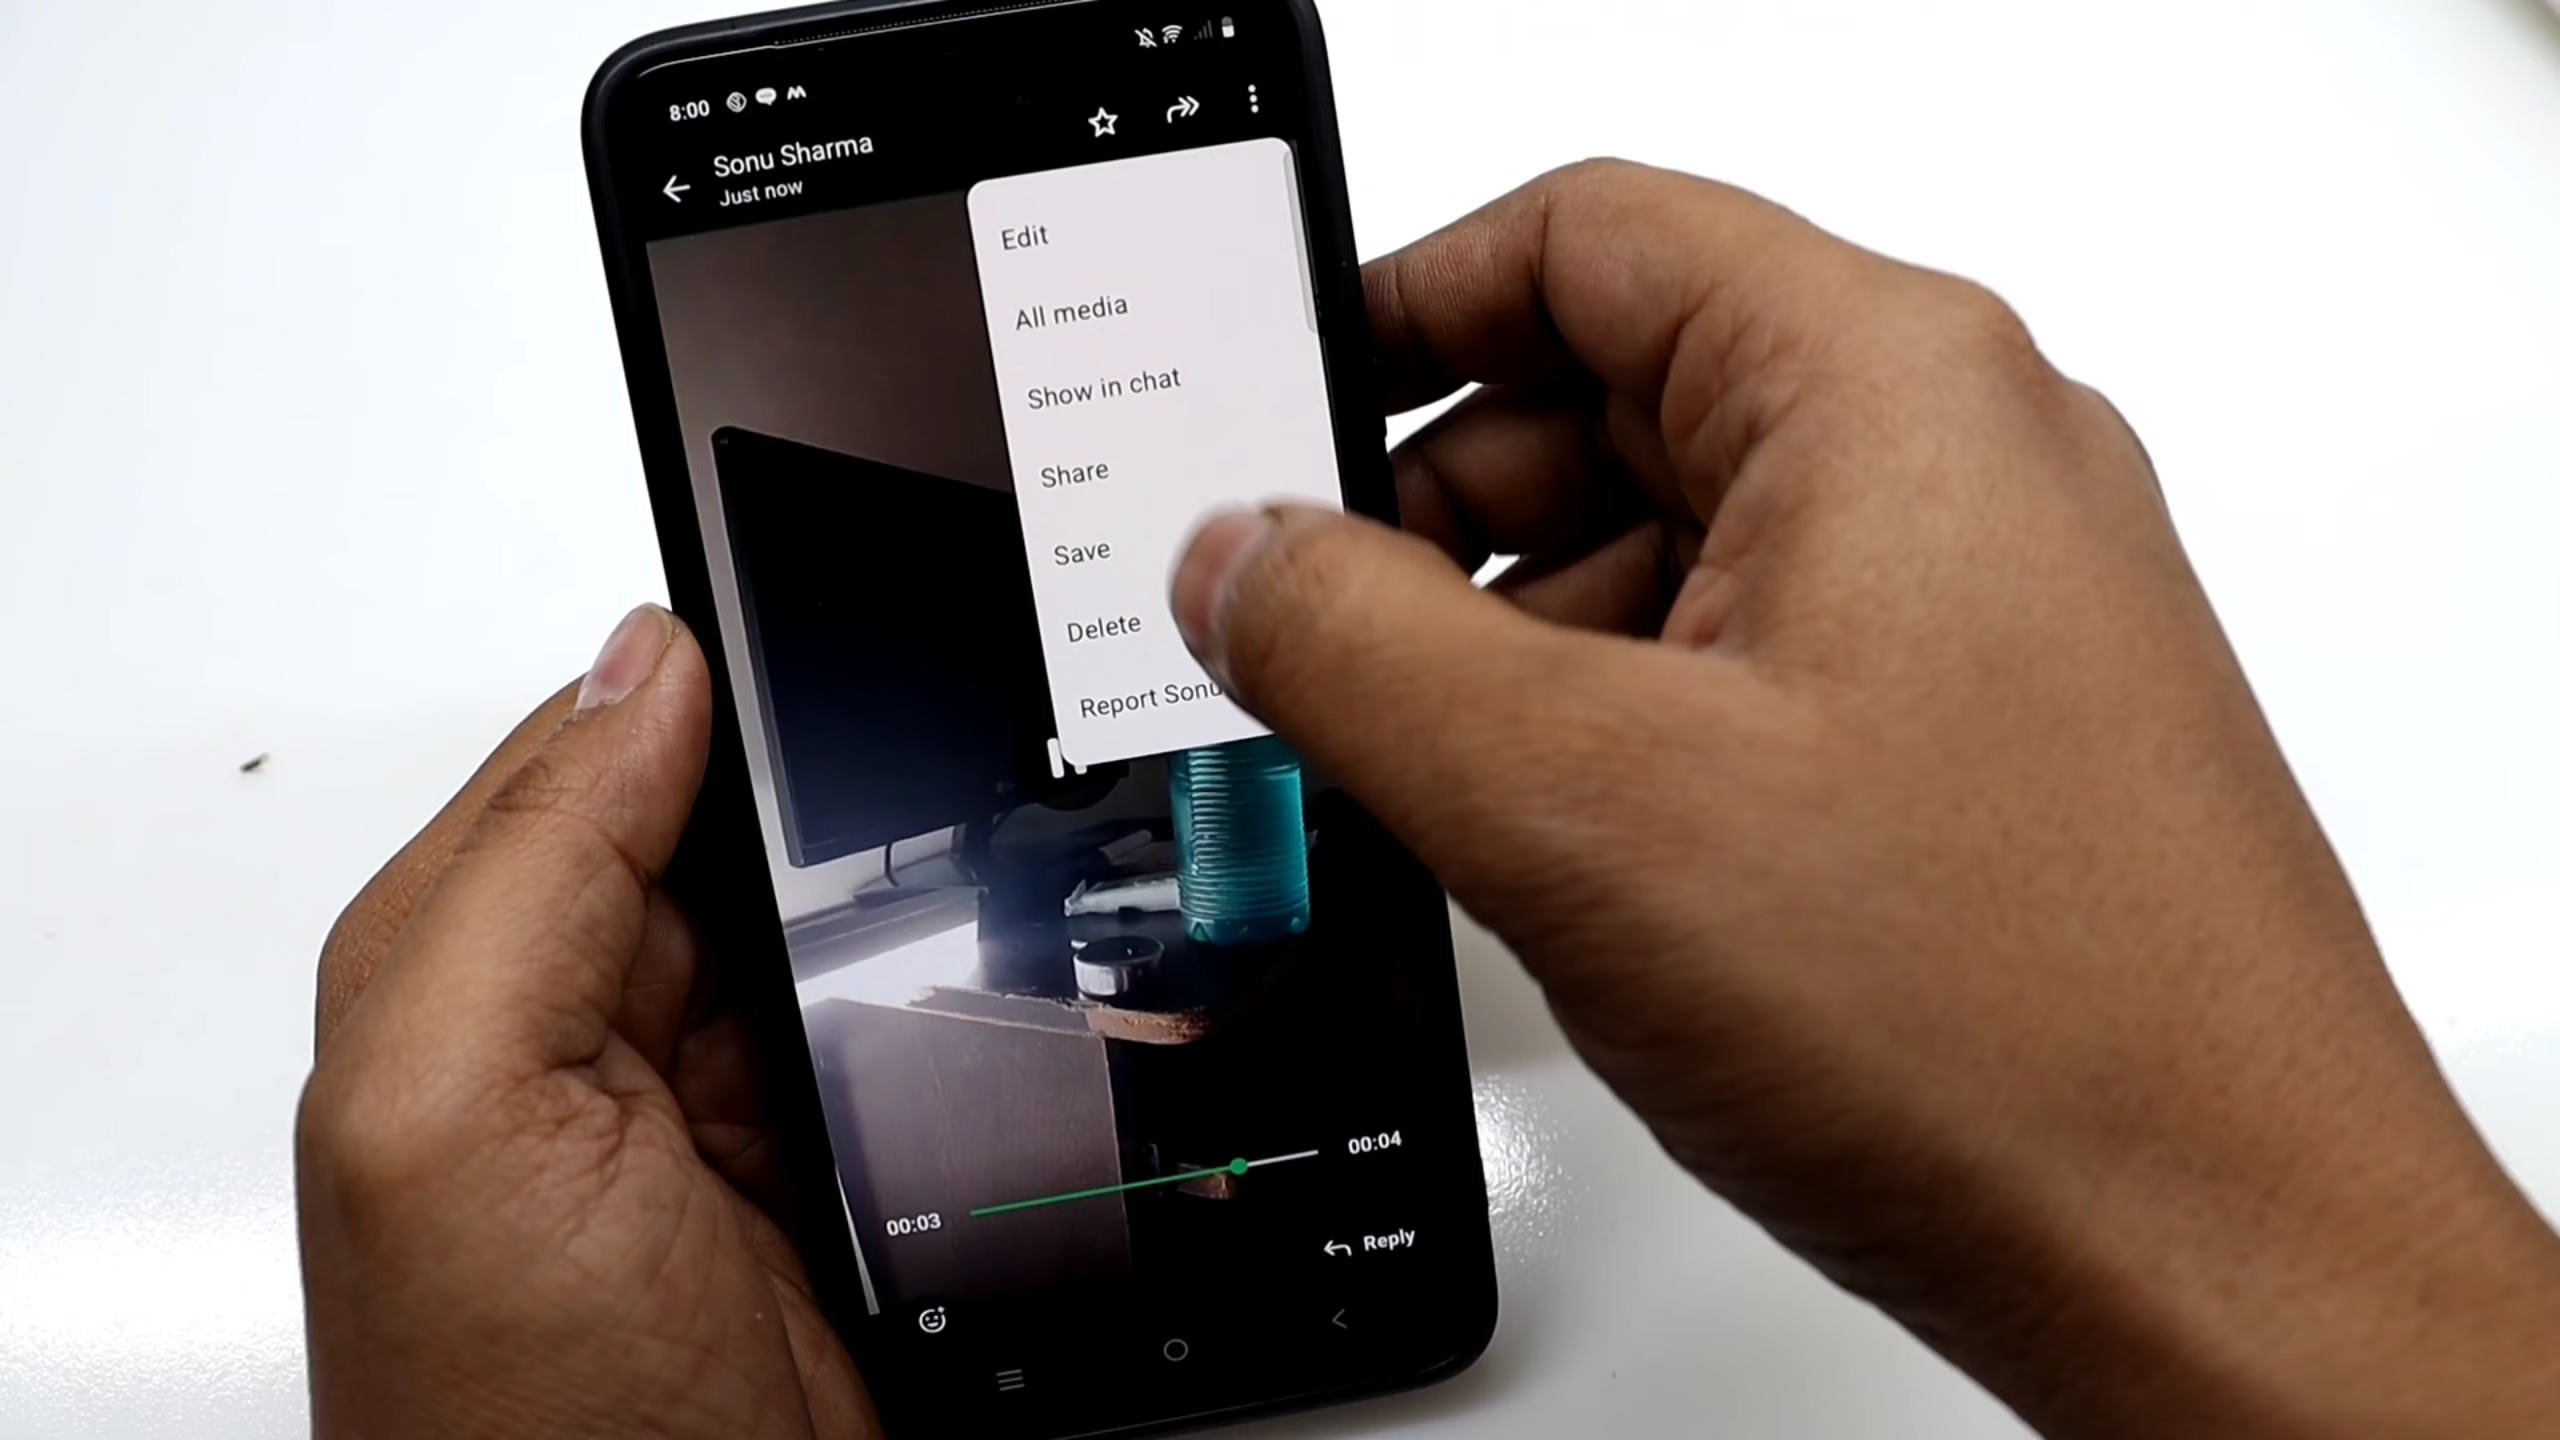 8:00
Sonu Sharma
Just now
Edit
All media
Show in chat
Share
Save
Delete
Report Sonu
00:03
00:04
Reply